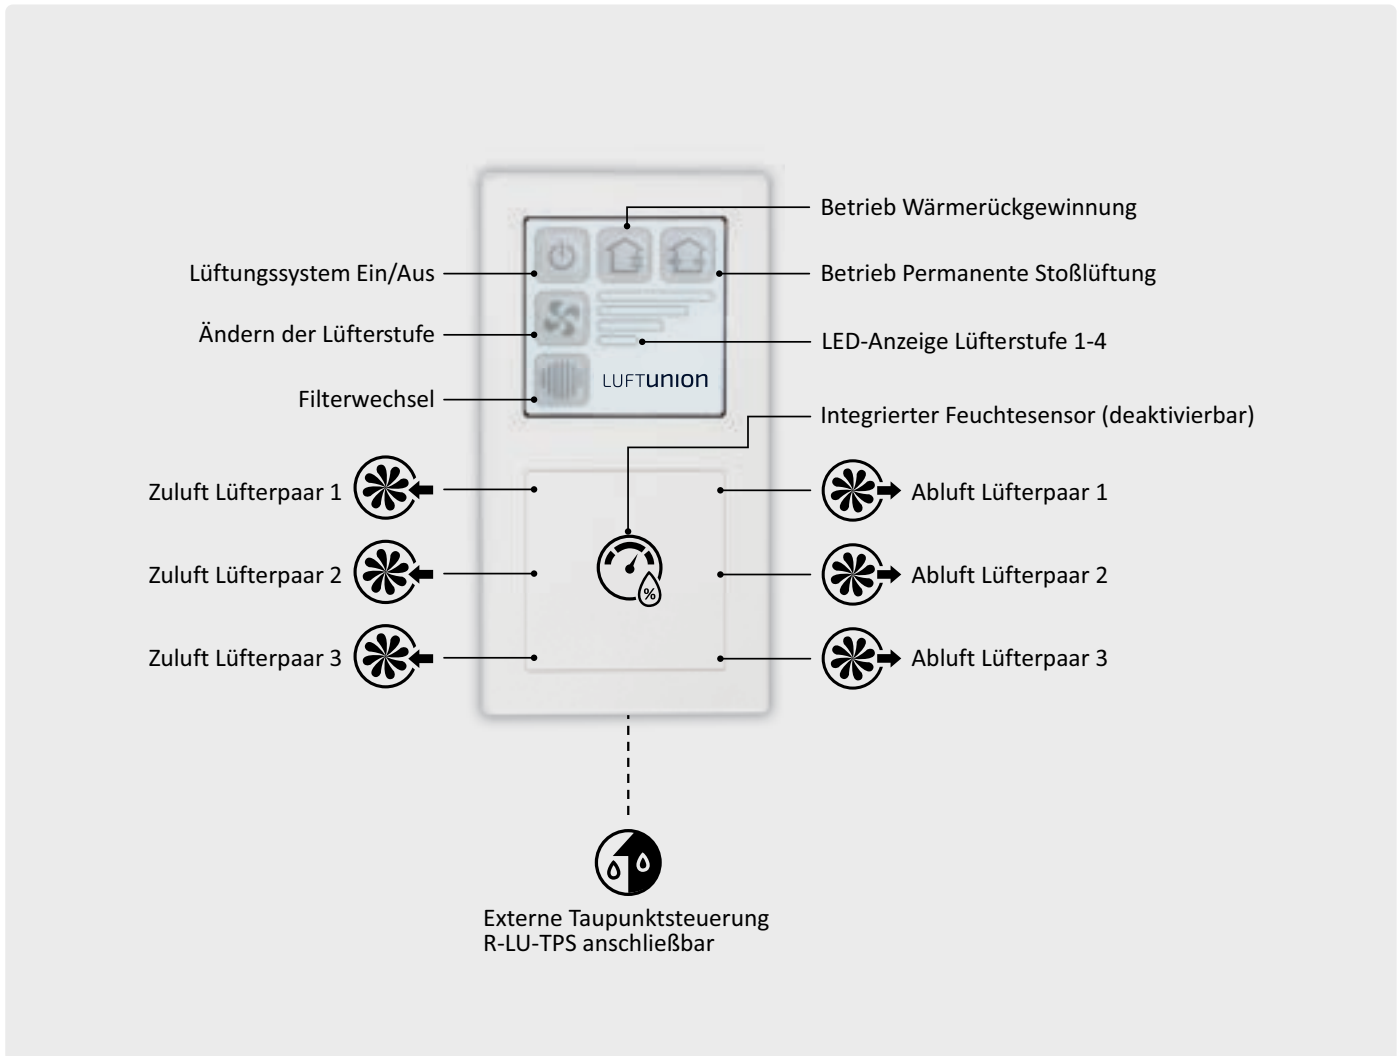 Betrieb Wärmerückgewinnung
Lüftungssystem Ein/Aus
Betrieb Permanente Stoßlüftung
Ändern der Lüfterstufe
LED-Anzeige Lüfterstufe 1-4
LUFTUNION
Filterwechsel
Integrierter Feuchtesensor (deaktivierbar)
Zuluft Lüfterpaar 1
Abluft Lüfterpaar 1
Zuluft Lüfterpaar 2
Abluft Lüfterpaar 2
%
Zuluft Lüfterpaar 3
Abluft Lüfterpaar 3
Externe Taupunktsteuerung
R-LU-TPS anschließbar